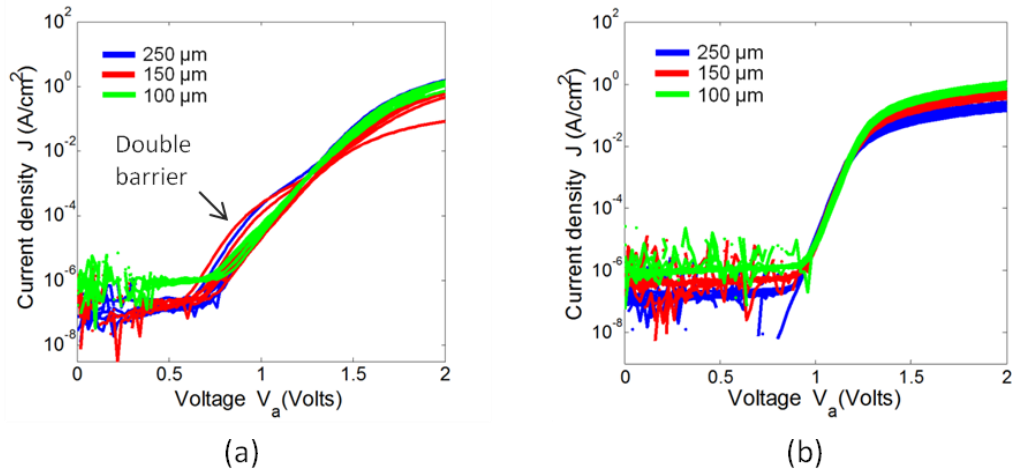 10^2
10^0
10^-2
10^-4
10^-6
10^-8
Current density J (A/cm^2)
250 µm
150 µm
100 µm
Double
barrier
0 0.5 1 1.5 2
Voltage V_a(Volts)
(a)
10^2
10^0
10^-2
10^-4
10^-6
10^-8
Current density J (A/cm^2)
250 µm
150 µm
100 µm
0 0.5 1 1.5 2
Voltage V_a(Volts)
(b)